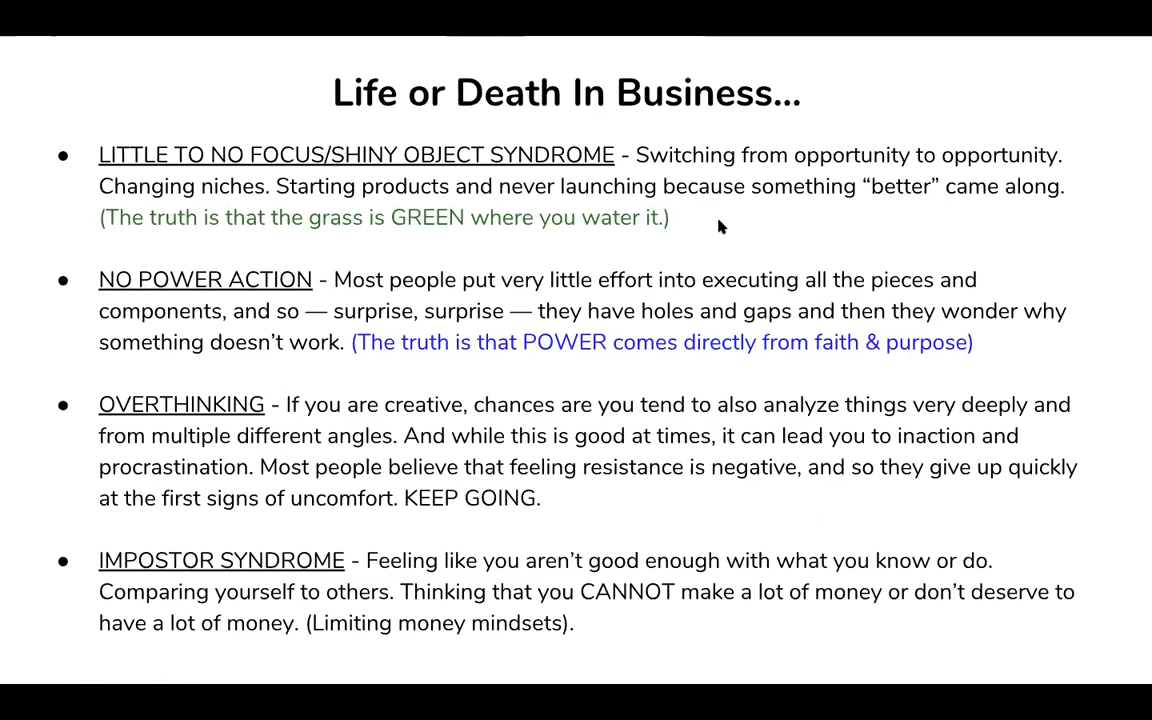 Life or Death In Business...
● LITTLE TO NO FOCUS/SHINY OBJECT SYNDROME - Switching from opportunity to opportunity.
Changing niches. Starting products and never launching because something “better” came along.
(The truth is that the grass is GREEN where you water it.)
● NO POWER ACTION - Most people put very little effort into executing all the pieces and
components, and so — surprise, surprise — they have holes and gaps and then they wonder why
something doesn’t work. (The truth is that POWER comes directly from faith & purpose)
● OVERTHINKING - If you are creative, chances are you tend to also analyze things very deeply and
from multiple different angles. And while this is good at times, it can lead you to inaction and
procrastination. Most people believe that feeling resistance is negative, and so they give up quickly
at the first signs of uncomfort. KEEP GOING.
● IMPOSTOR SYNDROME - Feeling like you aren’t good enough with what you know or do.
Comparing yourself to others. Thinking that you CANNOT make a lot of money or don’t deserve to
have a lot of money. (Limiting money mindsets).